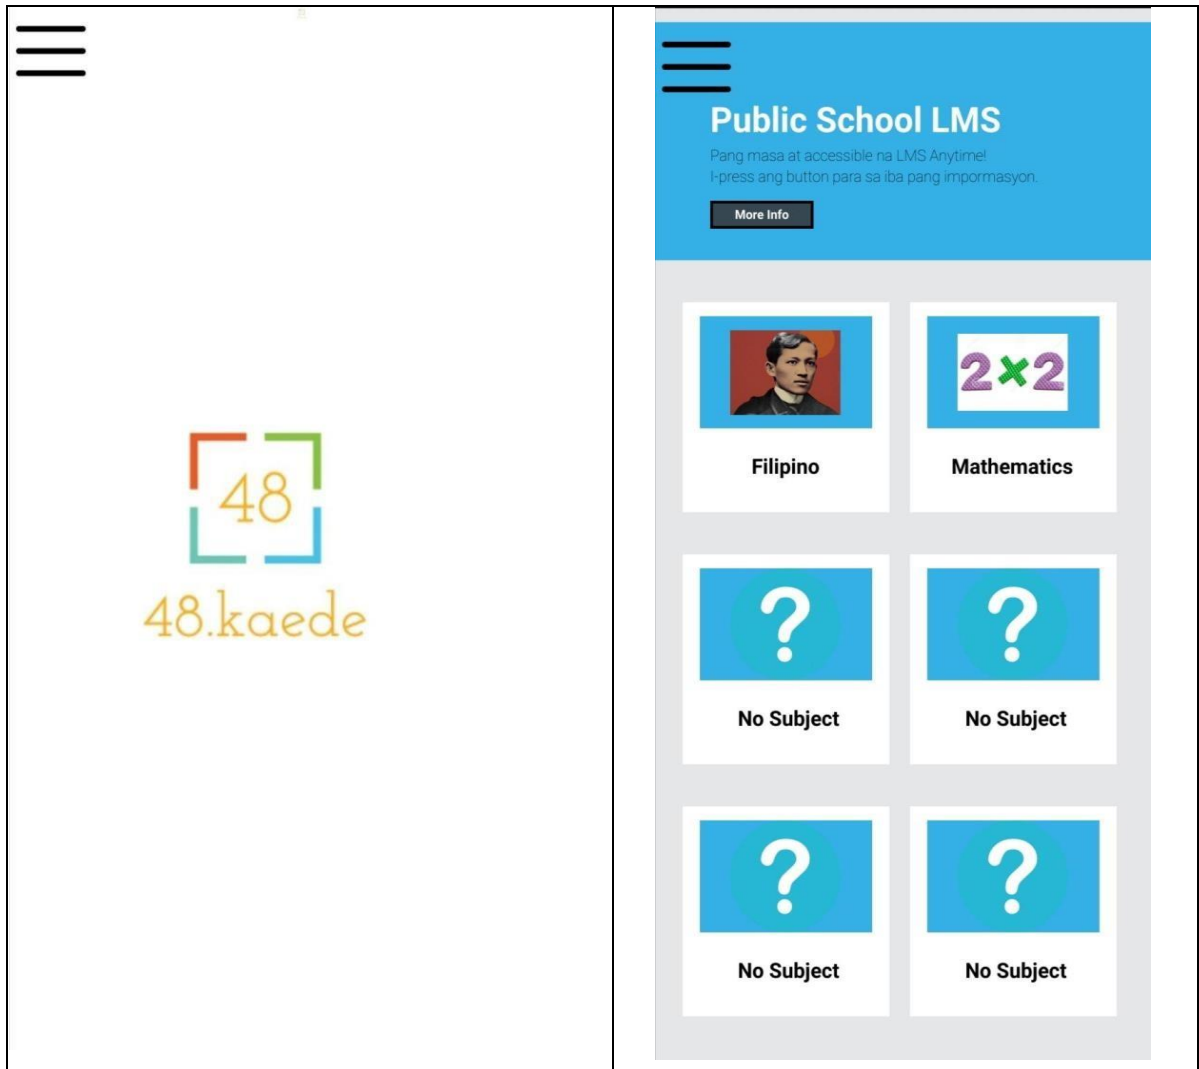 48
48.kaede
Public School LMS
Pang masa at accessible na LMS Anytime!
I-press ang button para sa iba pang impormasyon.
More Info
2×2
Filipino
Mathematics
?
?
No Subject
No Subject
?
?
No Subject
No Subject